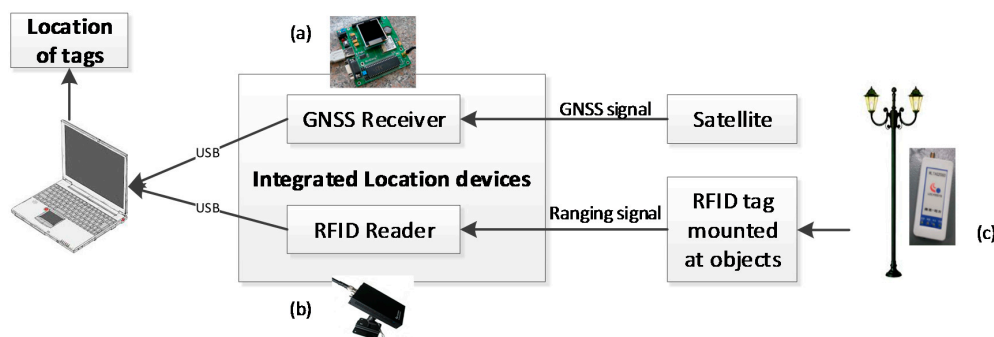 Location
of tags
(a)
GNSS Receiver
GNSS signal
Satellite
USB
Integrated Location devices
USB
RFID Reader
Ranging signal
RFID tag
mounted
at objects
(b)
(c)